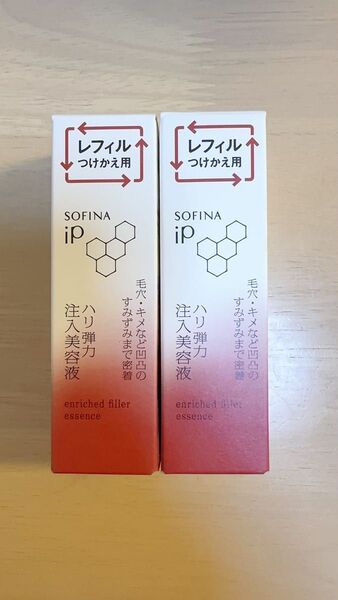 レフィル
つけかえ用
SOFINA
iP
毛穴・キメなど凹凸の
すみずみまで密着
ハリ弾力
注入美容液
enriched filler
essence
レフィル
つけかえ用
SOFINA
iP
毛穴・キメなど凹凸の
すみずみまで密着
ハリ弾力
注入美容液
enriched filler
essence